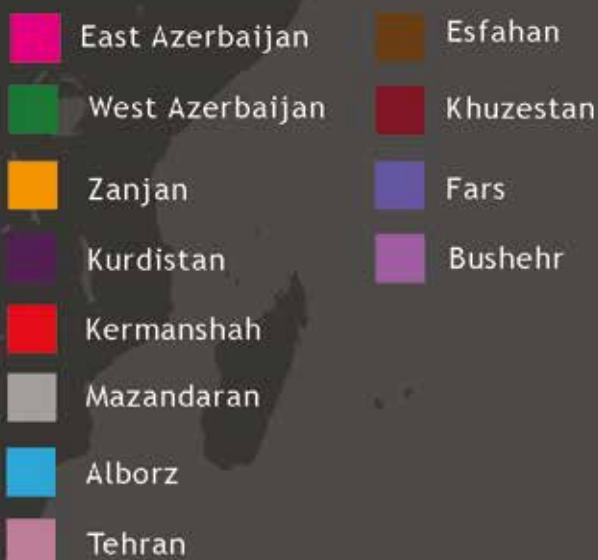 East Azerbaijan
West Azerbaijan
Zanjan
Kurdistan
Kermanshah
Mazandaran
Alborz
Tehran
Esfahan
Khuzestan
Fars
Bushehr